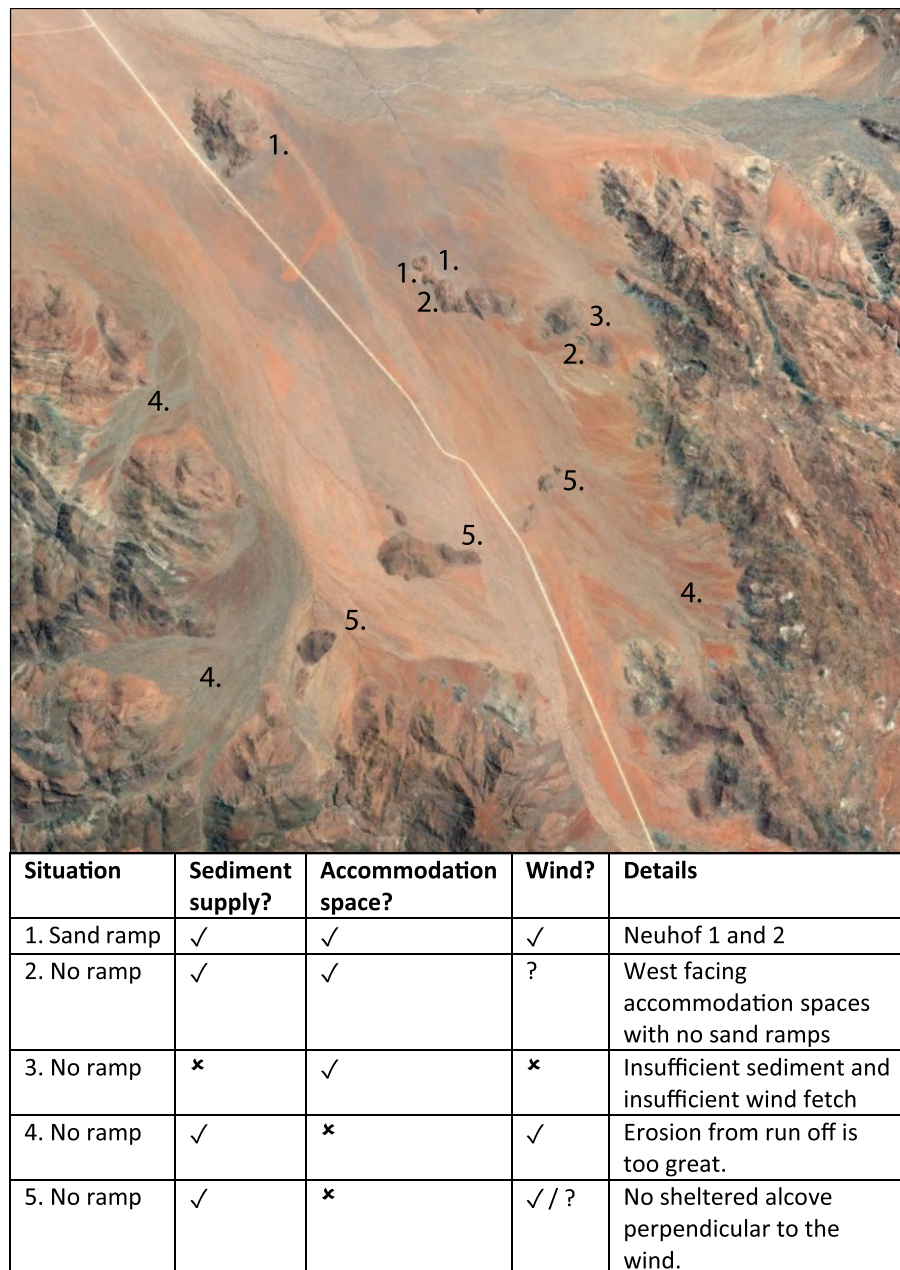 1.
1.
1.
2.
3.
2.
4.
5.
5.
4.
5.
4.
Situation | Sediment supply? | Accommodation space? | Wind? | Details
1. Sand ramp | ✓ | ✓ | ✓ | Neuhof 1 and 2
2. No ramp | ✓ | ✓ | ? | West facing accommodation spaces with no sand ramps
3. No ramp | × | ✓ | × | Insufficient sediment and insufficient wind fetch
4. No ramp | ✓ | × | ✓ | Erosion from run off is too great.
5. No ramp | ✓ | × | ✓ / ? | No sheltered alcove perpendicular to the wind.